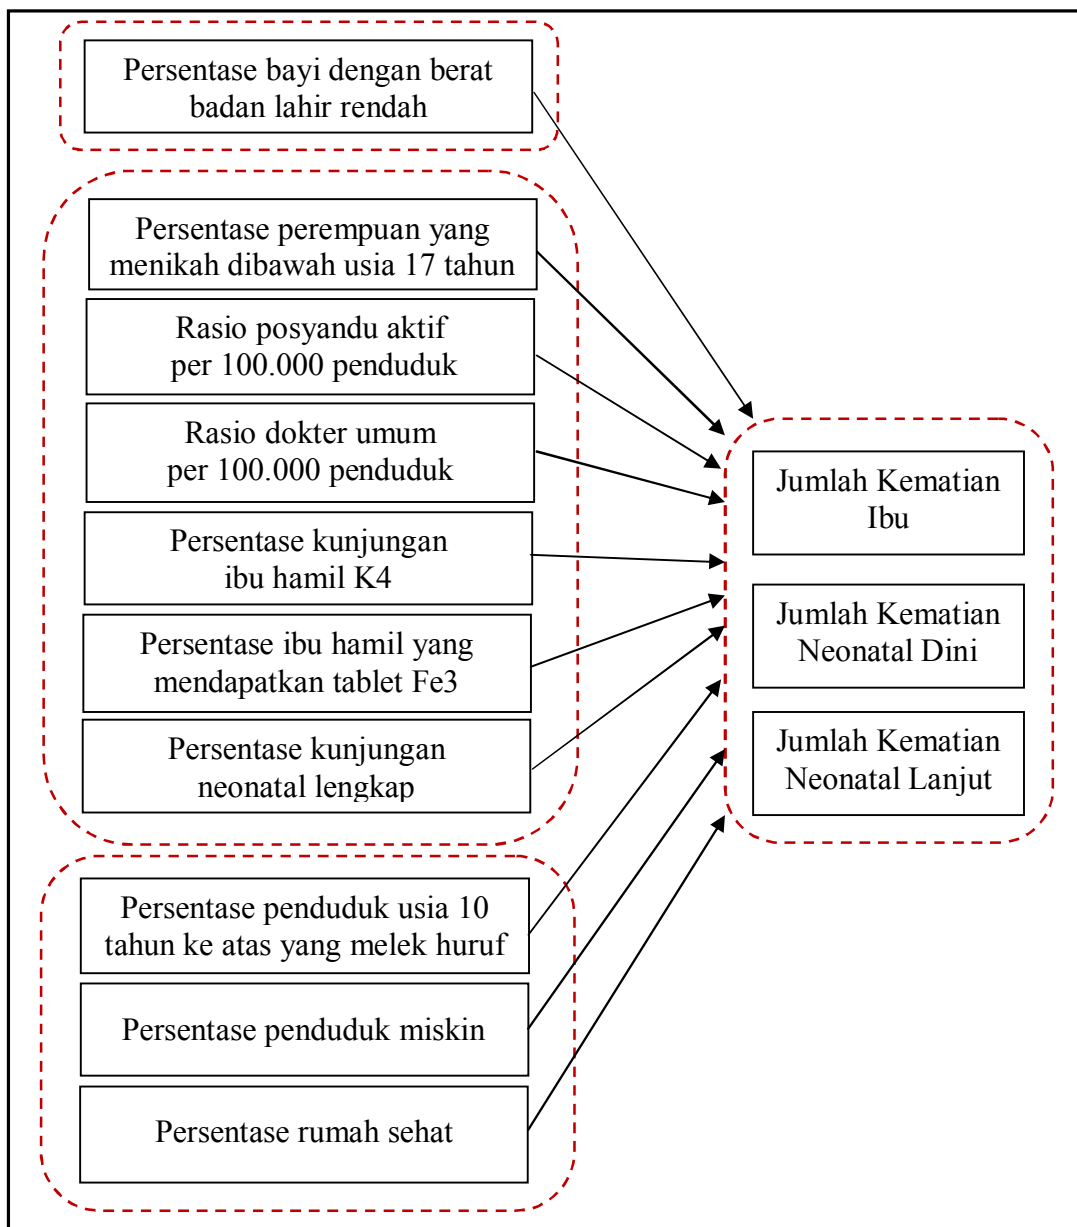 Persentase bayi dengan berat
badan lahir rendah
Persentase perempuan yang
menikah dibawah usia 17 tahun
Rasio posyandu aktif
per 100.000 penduduk
Rasio dokter umum
per 100.000 penduduk
Persentase kunjungan
ibu hamil K4
Persentase ibu hamil yang
mendapatkan tablet Fe3
Persentase kunjungan
neonatal lengkap
Persentase penduduk usia 10
tahun ke atas yang melek huruf
Persentase penduduk miskin
Persentase rumah sehat
Jumlah Kematian
Ibu
Jumlah Kematian
Neonatal Dini
Jumlah Kematian
Neonatal Lanjut